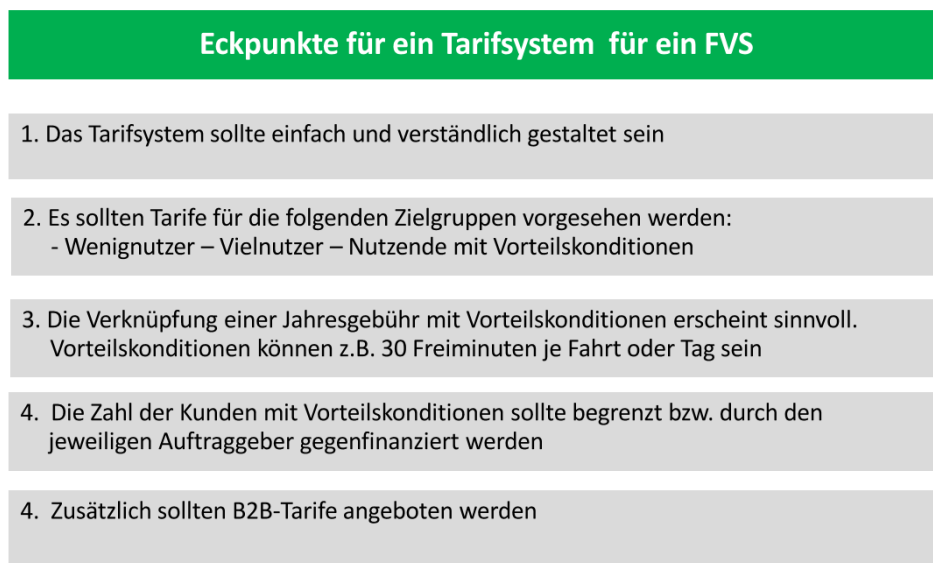 Eckpunkte für ein Tarifsystem  für ein FVS
1. Das Tarifsystem sollte einfach und verständlich gestaltet sein
2. Es sollten Tarife für die folgenden Zielgruppen vorgesehen werden:
- Wenignutzer – Vielnutzer – Nutzende mit Vorteilskonditionen
3. Die Verknüpfung einer Jahresgebühr mit Vorteilskonditionen erscheint sinnvoll.
Vorteilskonditionen können z.B. 30 Freiminuten je Fahrt oder Tag sein
4.  Die Zahl der Kunden mit Vorteilskonditionen sollte begrenzt bzw. durch den
jeweiligen Auftraggeber gegenfinanziert werden
4.  Zusätzlich sollten B2B-Tarife angeboten werden